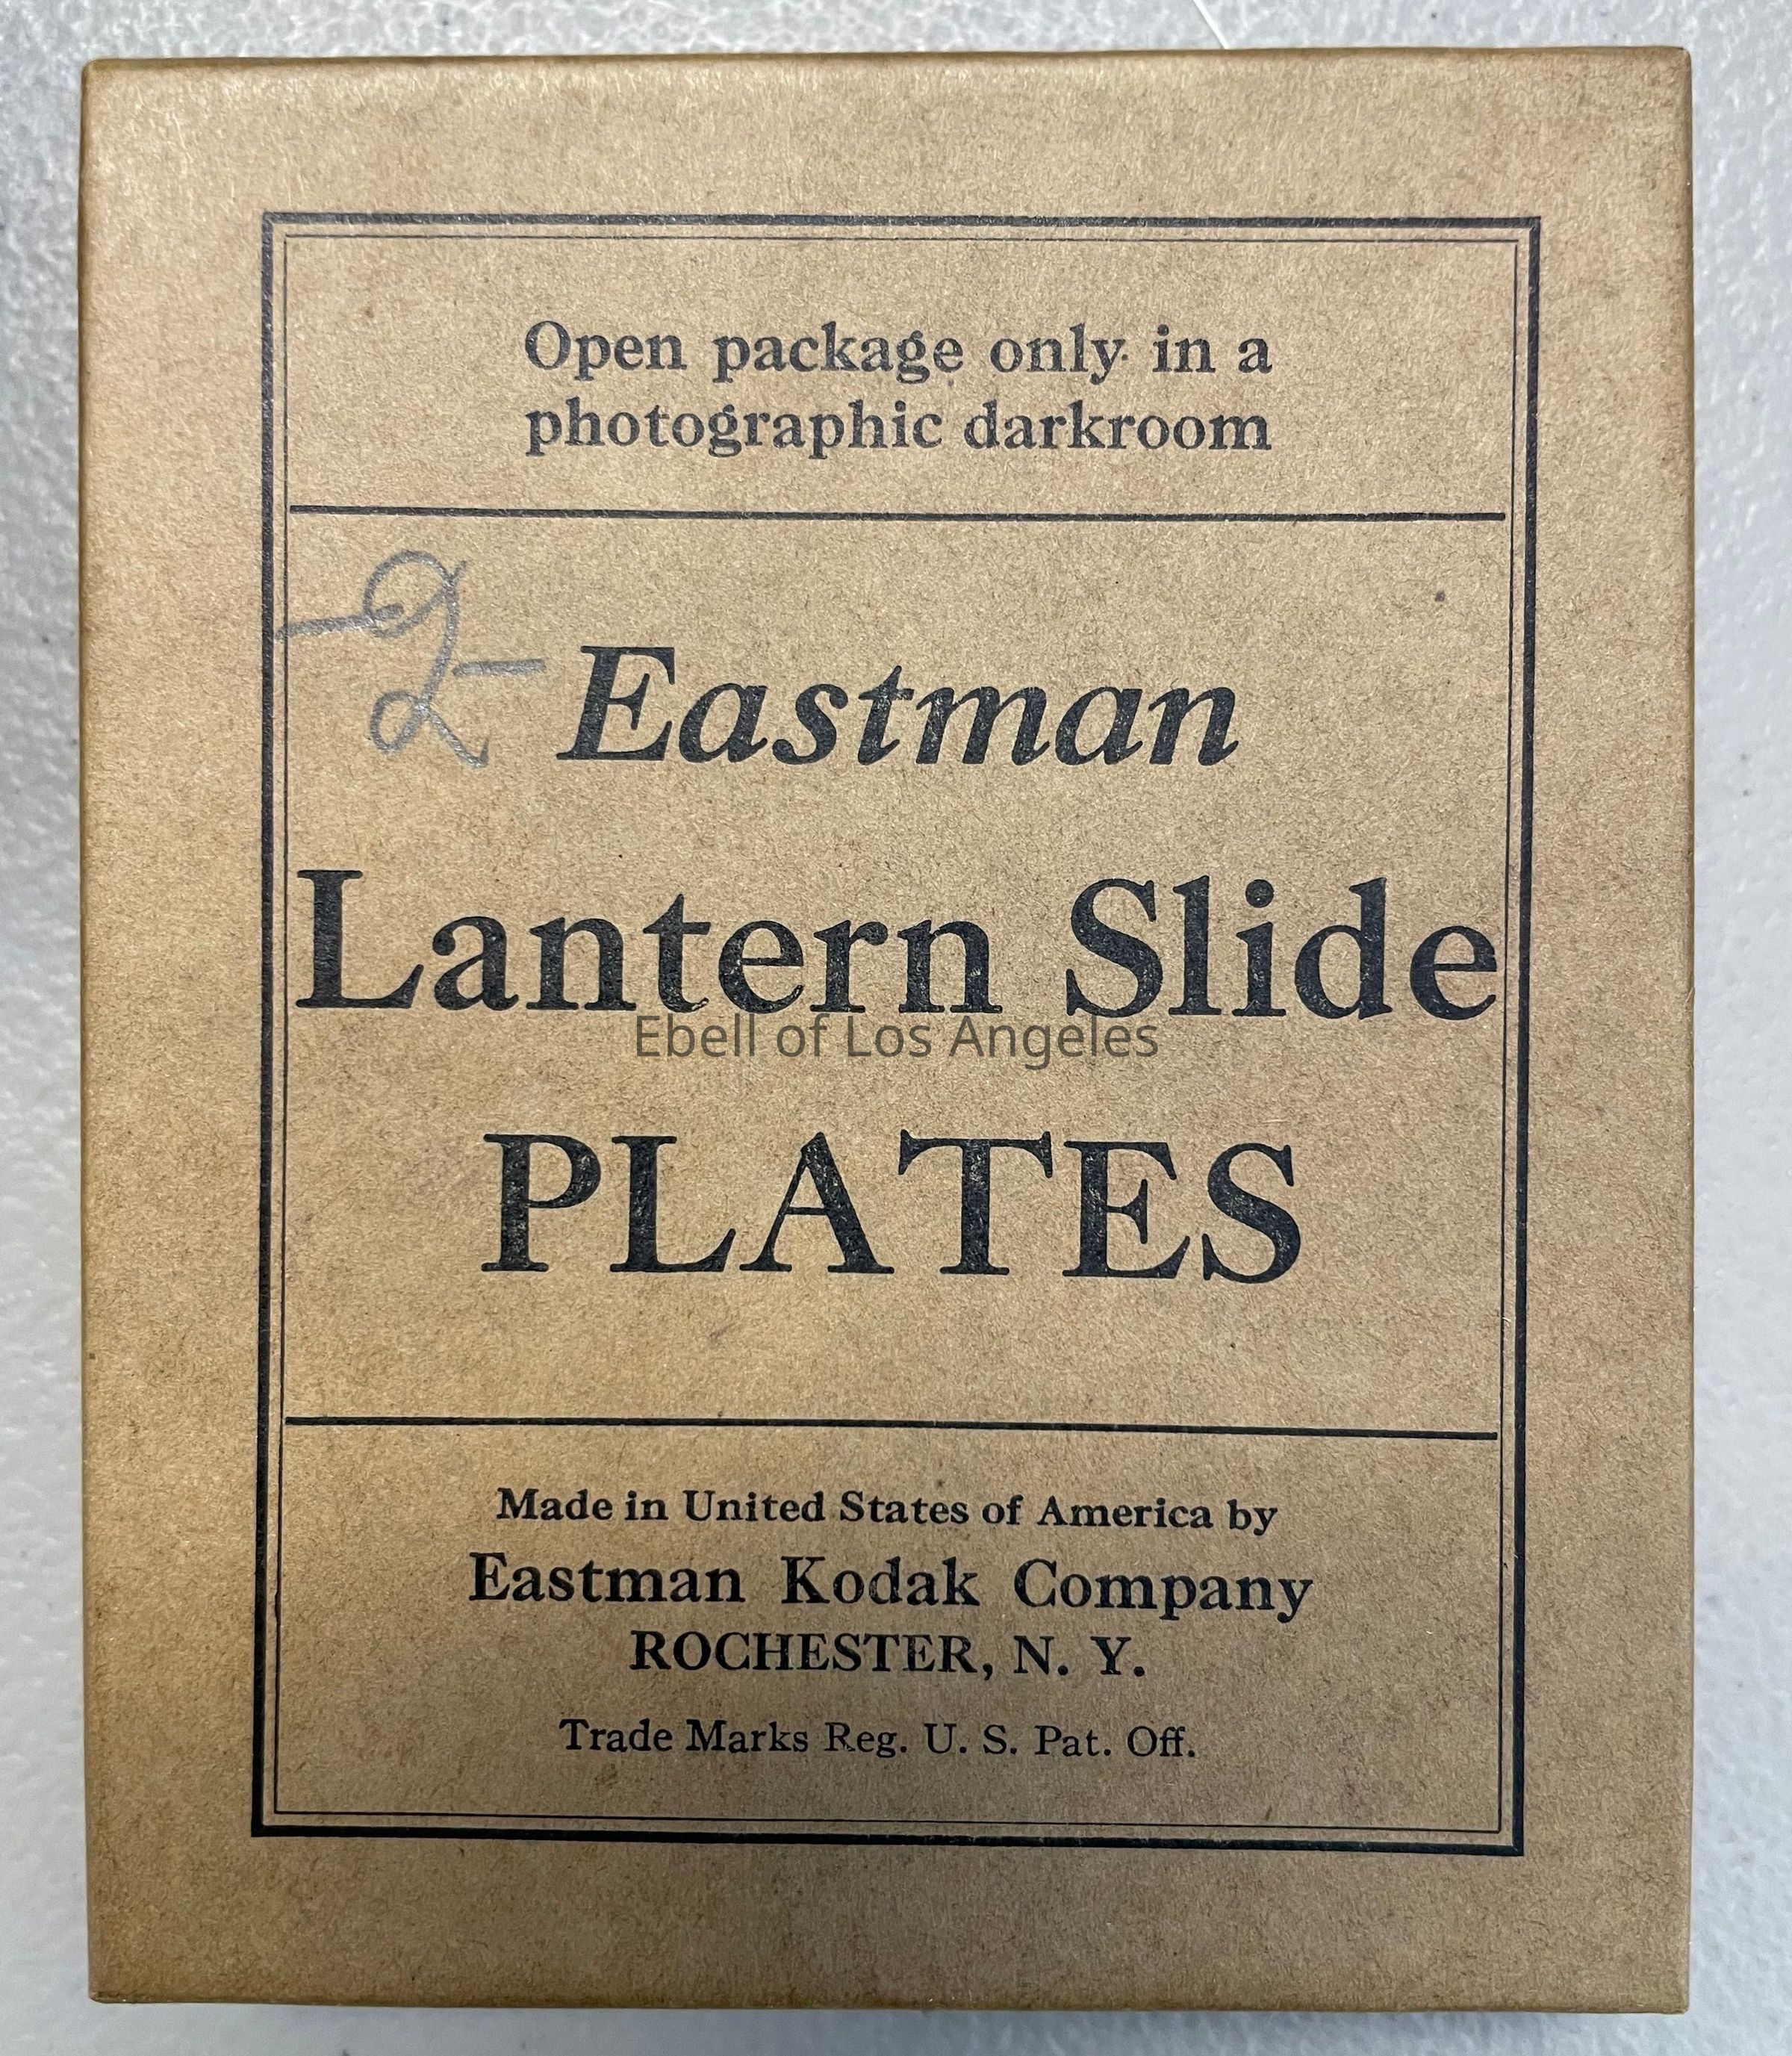 Open package only in a
photographic darkroom
-2-
Eastman
Lantern Slide
Ebell of Los Angeles
PLATES
Made in United States of America by
Eastman Kodak Company
ROCHESTER, N. Y.
Trade Marks Reg. U. S. Pat. Off.